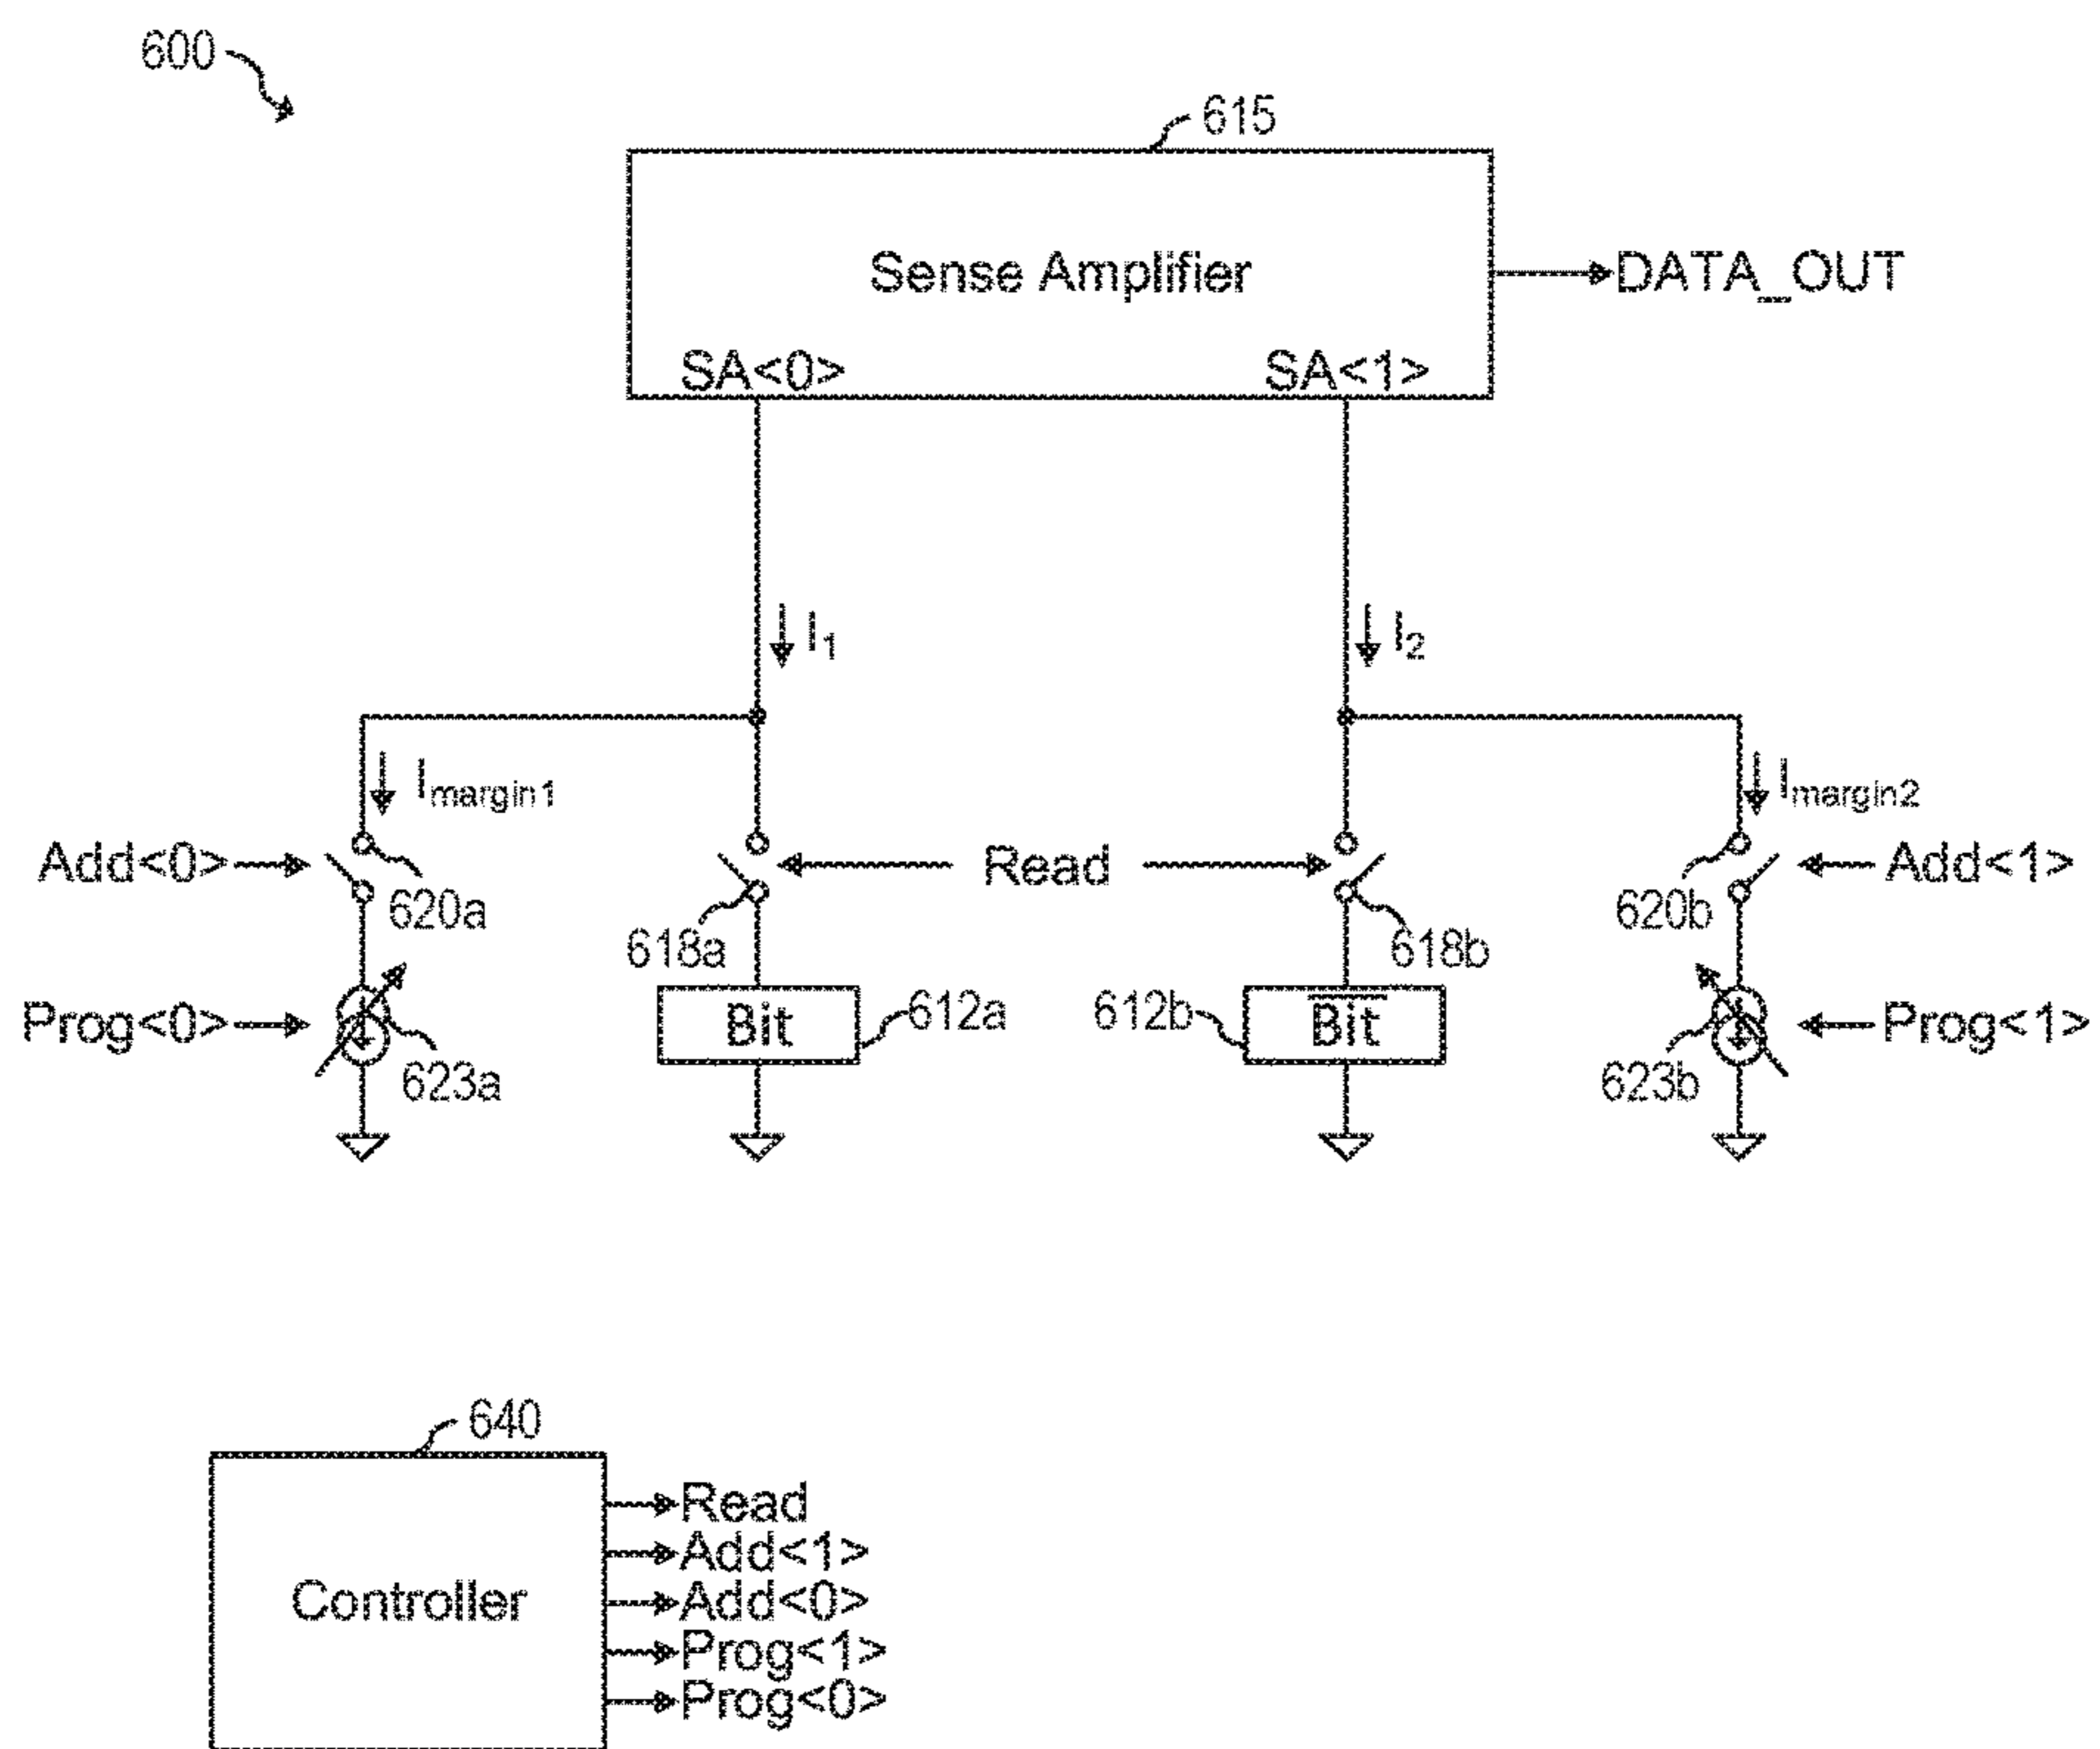 600
615
Sense Amplifier
DATA_OUT
SA<0>
SA<1>
I1
I2
Imargin1
Imargin2
Add<0>
Read
Add<1>
620a
620b
618a
618b
Prog<0>
Bit
612a
612b
B̅i̅t̅
Prog<1>
623a
623b
640
Controller
Read
Add<1>
Add<0>
Prog<1>
Prog<0>